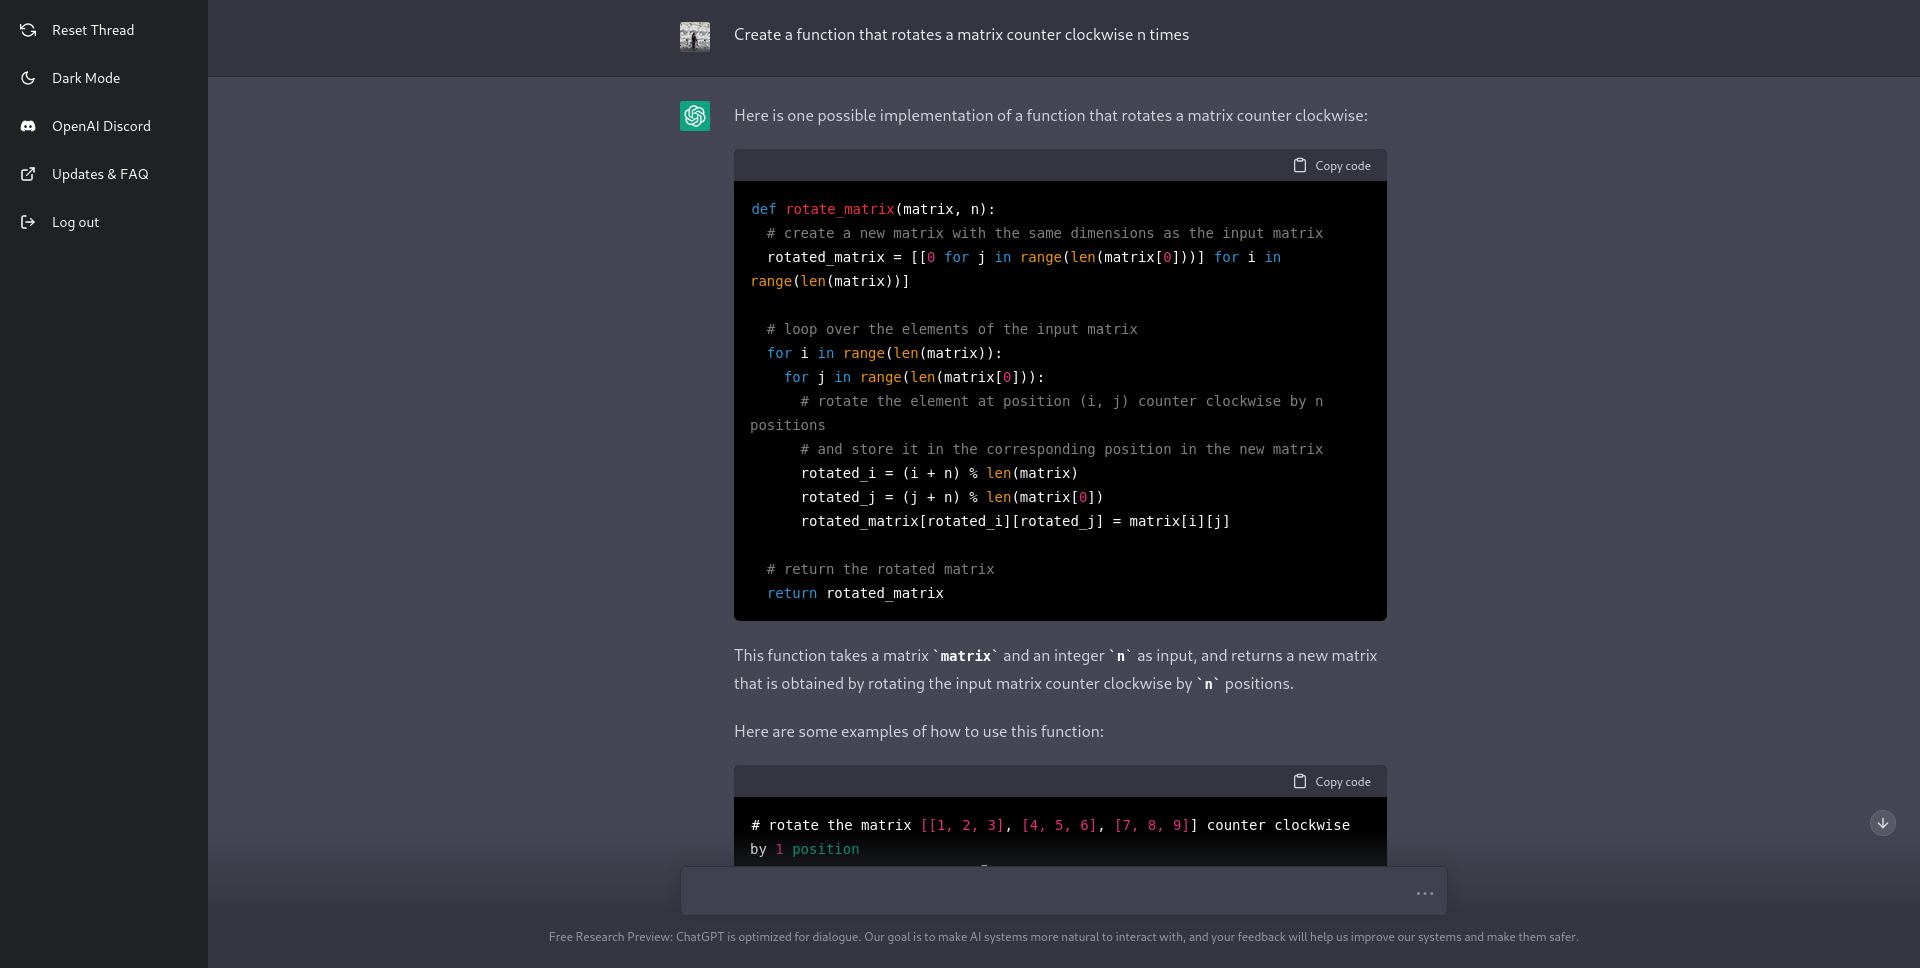 Reset Thread
Dark Mode
OpenAI Discord
Updates & FAQ
Log out
Create a function that rotates a matrix counter clockwise n times
Here is one possible implementation of a function that rotates a matrix counter clockwise:
Copy code
def rotate_matrix(matrix, n):
  # create a new matrix with the same dimensions as the input matrix
  rotated_matrix = [[0 for j in range(len(matrix[0]))] for i in
range(len(matrix))]

  # loop over the elements of the input matrix
  for i in range(len(matrix)):
    for j in range(len(matrix[0])):
      # rotate the element at position (i, j) counter clockwise by n
positions
      # and store it in the corresponding position in the new matrix
      rotated_i = (i + n) % len(matrix)
      rotated_j = (j + n) % len(matrix[0])
      rotated_matrix[rotated_i][rotated_j] = matrix[i][j]

  # return the rotated matrix
  return rotated_matrix
This function takes a matrix `matrix` and an integer `n` as input, and returns a new matrix
that is obtained by rotating the input matrix counter clockwise by `n` positions.
Here are some examples of how to use this function:
Copy code
# rotate the matrix [[1, 2, 3], [4, 5, 6], [7, 8, 9]] counter clockwise
by 1 position
Free Research Preview: ChatGPT is optimized for dialogue. Our goal is to make AI systems more natural to interact with, and your feedback will help us improve our systems and make them safer.